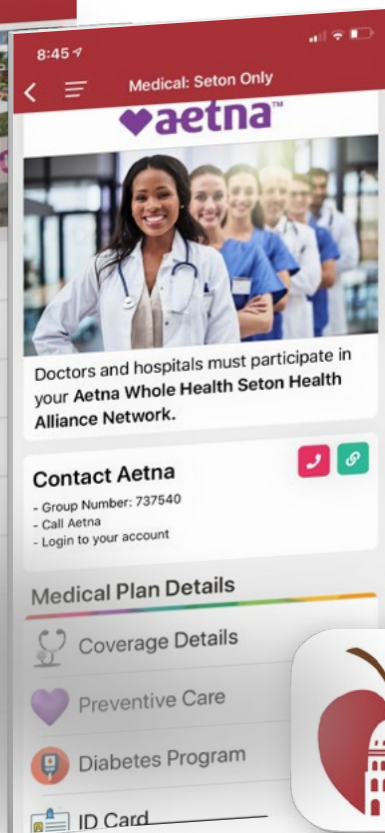 8:45
Medical: Seton Only
aetna™
Doctors and hospitals must participate in
your Aetna Whole Health Seton Health
Alliance Network.
Contact Aetna
- Group Number: 737540
- Call Aetna
- Login to your account
Medical Plan Details
Coverage Details
Preventive Care
Diabetes Program
ID Card